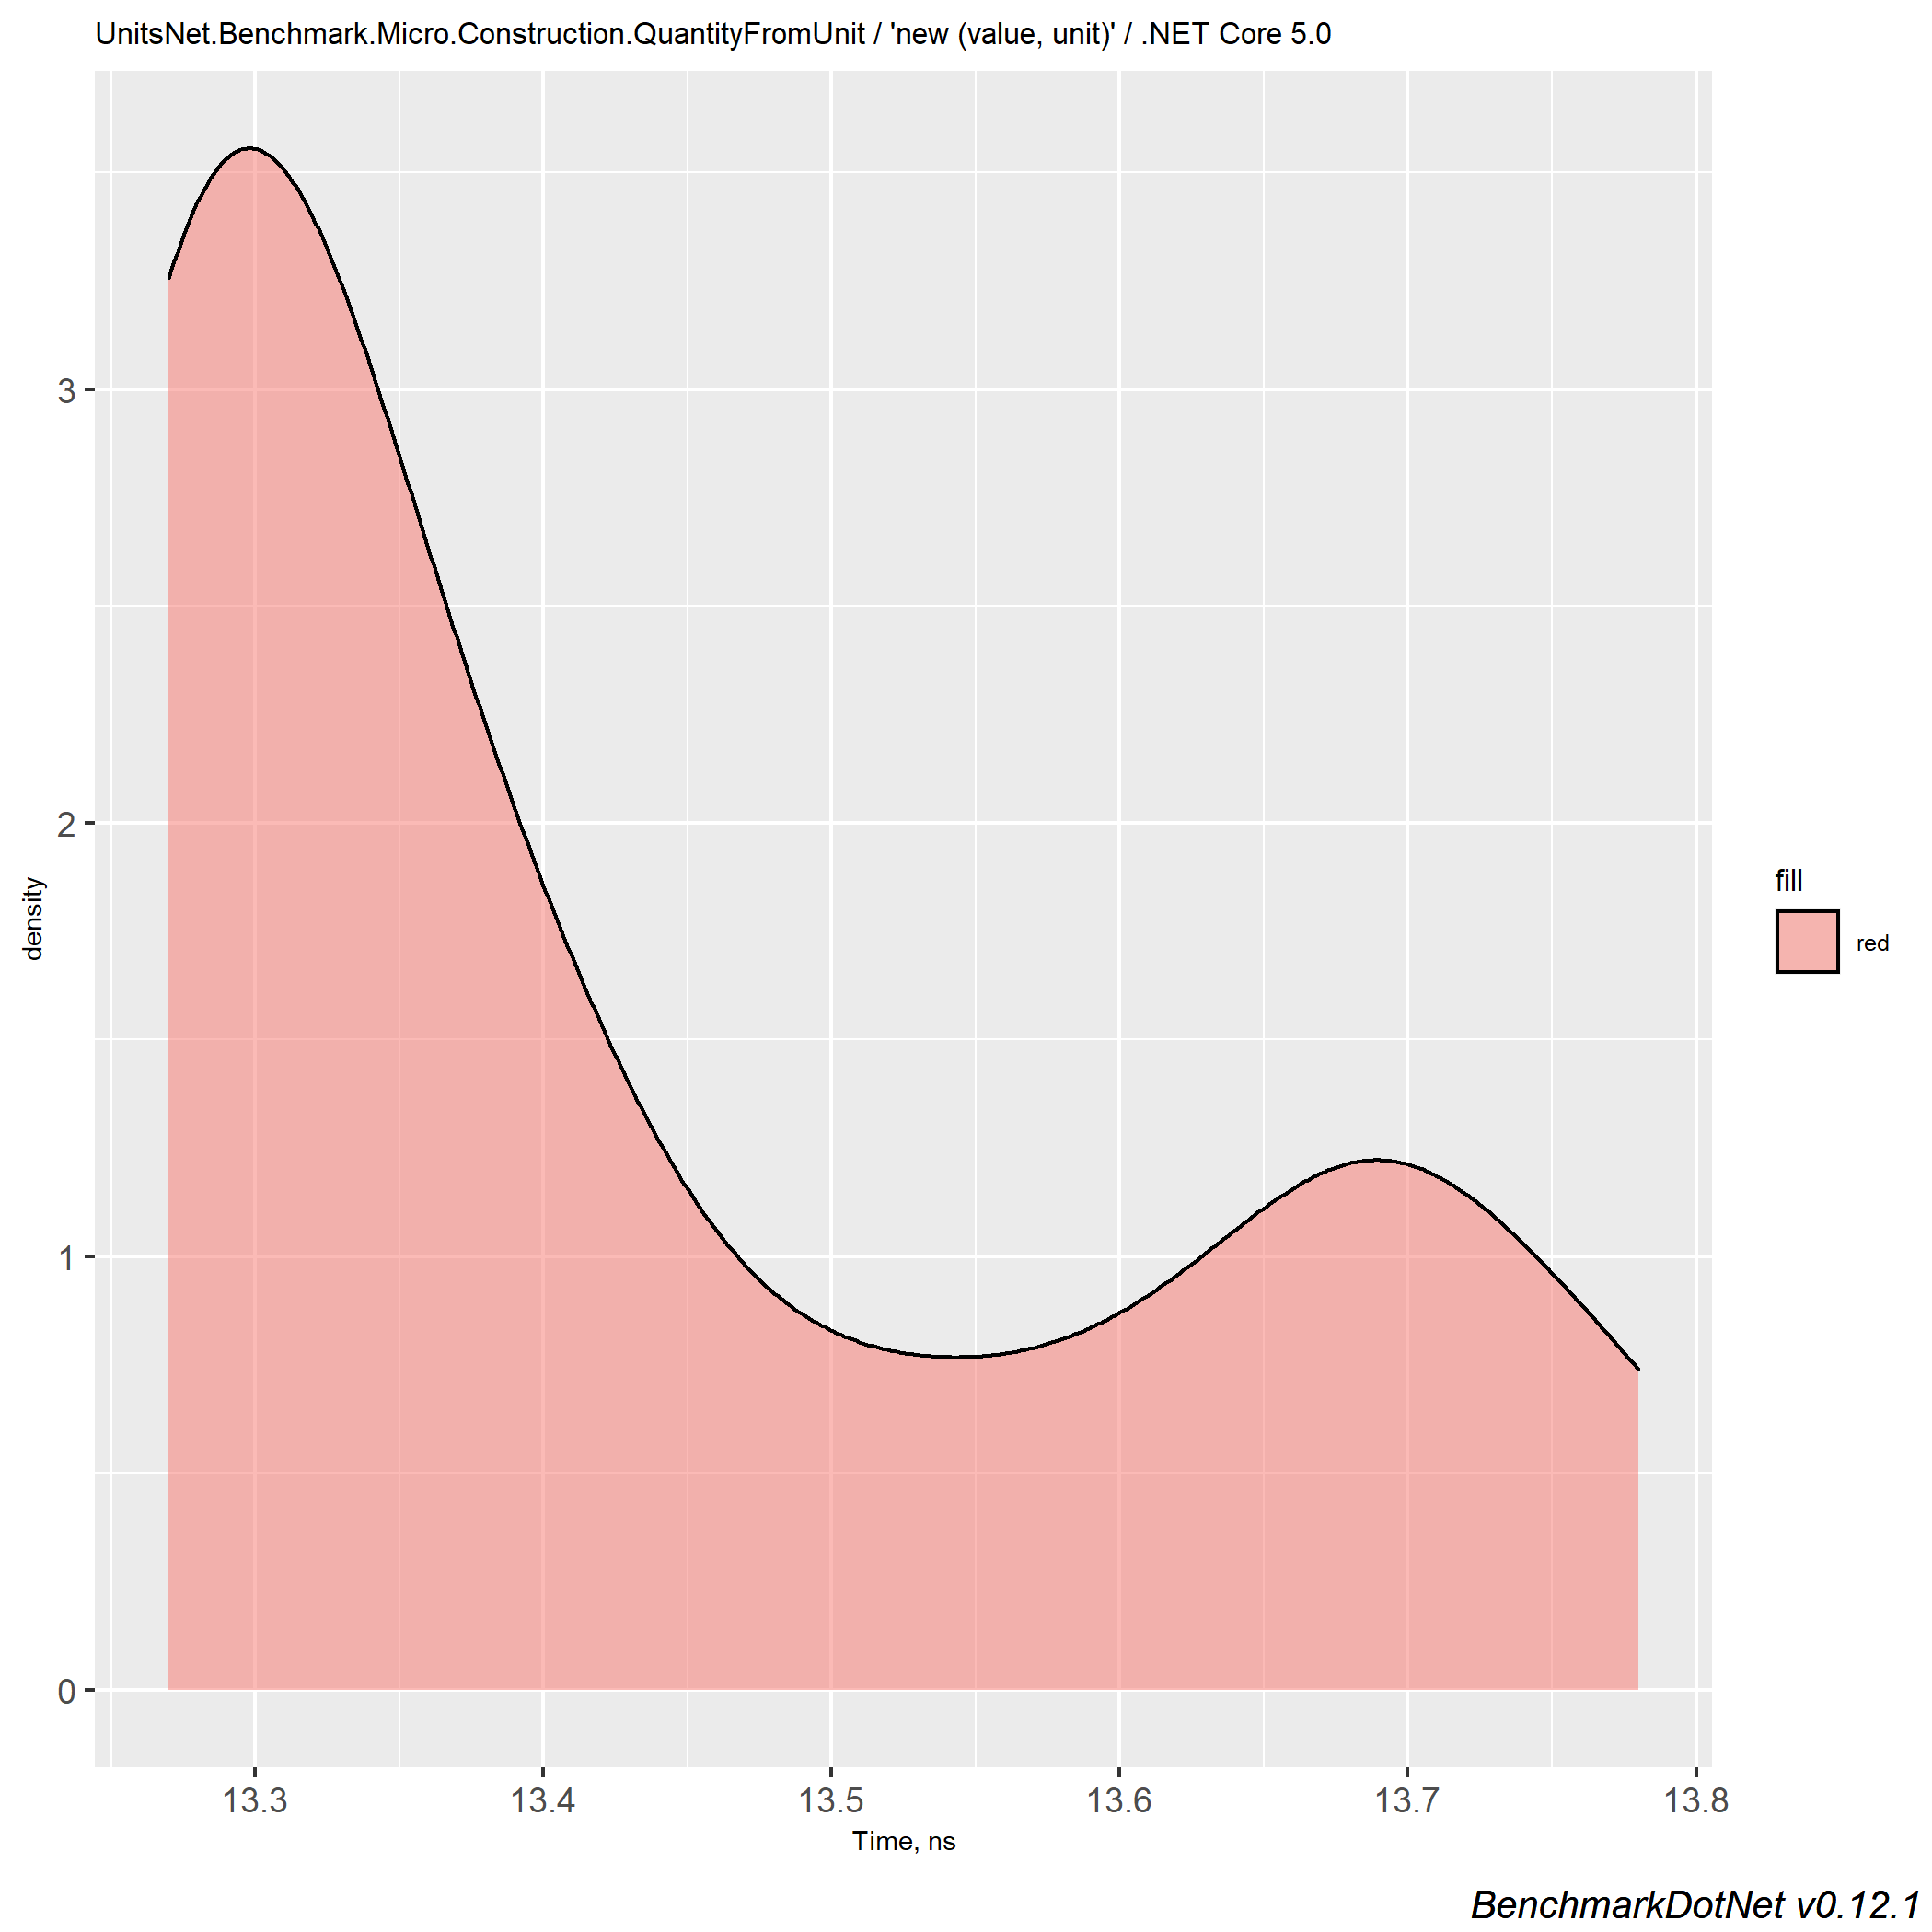 UnitsNet.Benchmark.Micro.Construction.QuantityFromUnit / 'new (value, unit)' / .NET Core 5.0
3
2
1
0
density
13.3 13.4 13.5 13.6 13.7 13.8
Time, ns
fill
red
BenchmarkDotNet v0.12.1